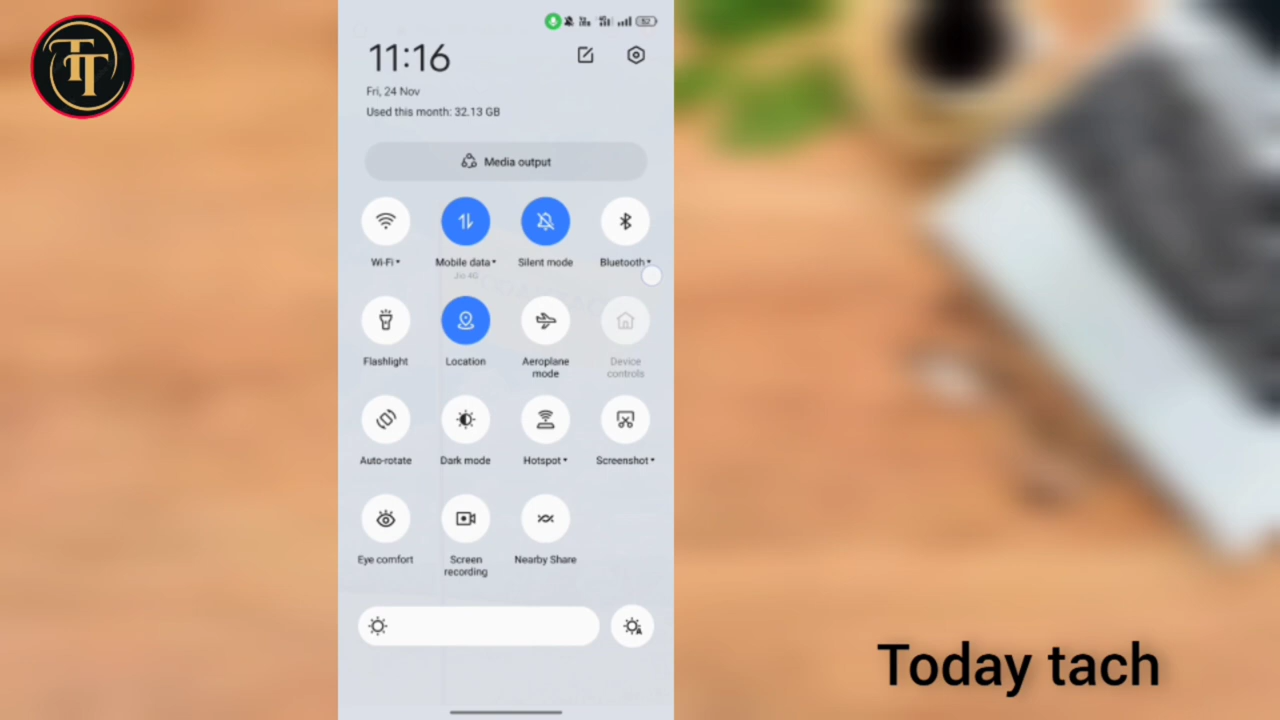 TT
11:16
Fri, 24 Nov
Used this month: 32.13 GB
Media output
Wi-Fi
Mobile data
Silent mode
Bluetooth
Jio 4G
Flashlight
Location
Aeroplane
mode
Device
controls
Auto-rotate
Dark mode
Hotspot
Screenshot
Eye comfort
Screen
recording
Nearby Share
Today tach